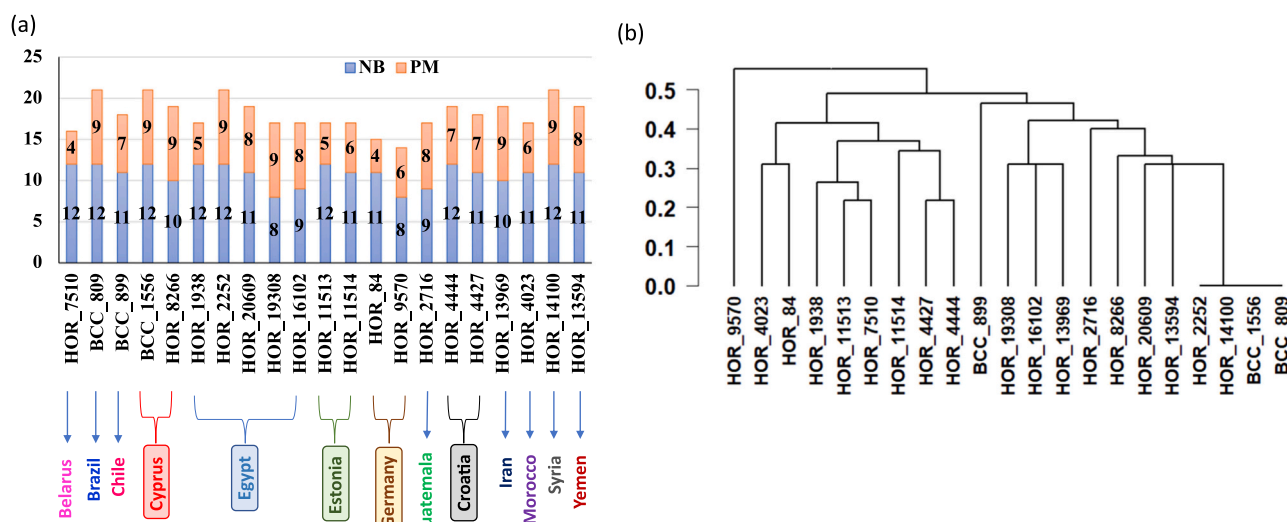 (a)
25
20
15
10
5
0
NB PM
4 9 7 9 9 5 9 8 9 8 5 6 4 6 8 7 7 9 6 9 8
12 12 11 12 10 12 12 11 8 9 12 11 11 8 9 12 11 10 11 12 11
HOR_7510
BCC_809
BCC_899
BCC_1556
HOR_8266
HOR_1938
HOR_2252
HOR_20609
HOR_19308
HOR_16102
HOR_11513
HOR_11514
HOR_84
HOR_9570
HOR_2716
HOR_4444
HOR_4427
HOR_13969
HOR_4023
HOR_14100
HOR_13594
Belarus
Brazil
Chile
Cyprus
Egypt
Estonia
Germany
uatemala
Croatia
Iran
Morocco
Syria
Yemen
(b)
0.5
0.4
0.3
0.2
0.1
0.0
HOR_9570
HOR_4023
HOR_84
HOR_1938
HOR_11513
HOR_7510
HOR_11514
HOR_4427
HOR_4444
BCC_899
HOR_19308
HOR_16102
HOR_13969
HOR_2716
HOR_8266
HOR_20609
HOR_13594
HOR_2252
HOR_14100
BCC_1556
BCC_809